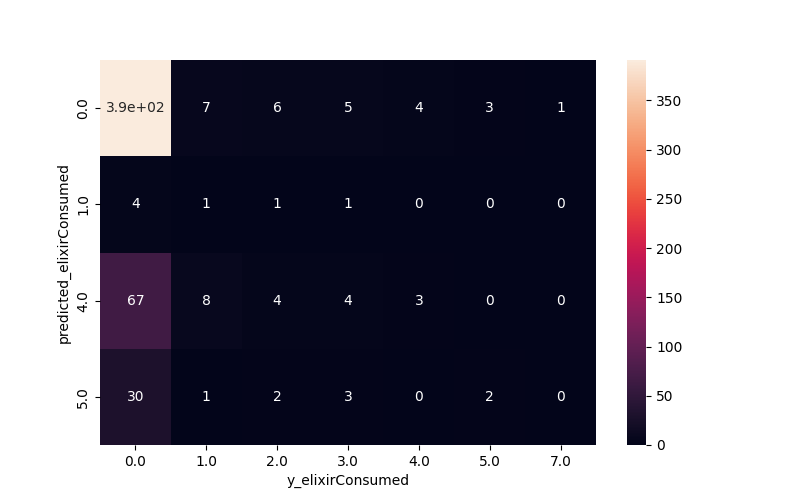 0.0 3.9e+02 7 6 5 4 3 1
1.0 4 1 1 1 0 0 0
4.0 67 8 4 4 3 0 0
5.0 30 1 2 3 0 2 0
0.0 1.0 2.0 3.0 4.0 5.0 7.0
y_elixirConsumed
predicted_elixirConsumed
350
300
250
200
150
100
50
0